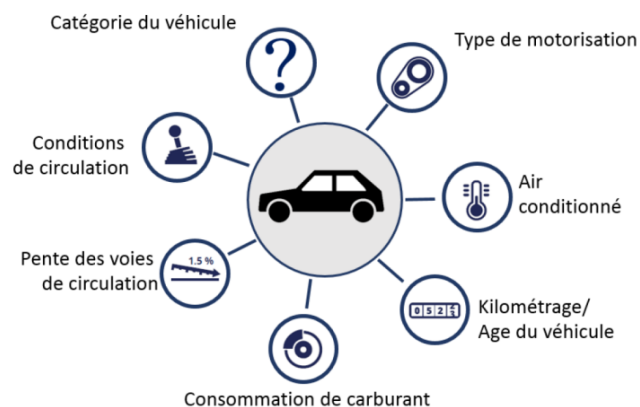 Catégorie du véhicule
Type de motorisation
Conditions
de circulation
Air
conditionné
Pente des voies
de circulation
1.5 %
Kilométrage/
Age du véhicule
0 5 2
Consommation de carburant